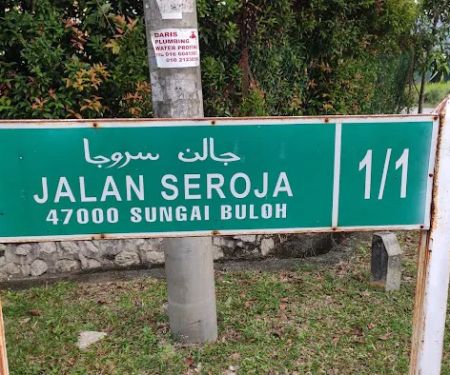 DARIS
PLUMBING
WATER PROOF
جالن سروجا
JALAN SEROJA
47000 SUNGAI BULOH
1/1